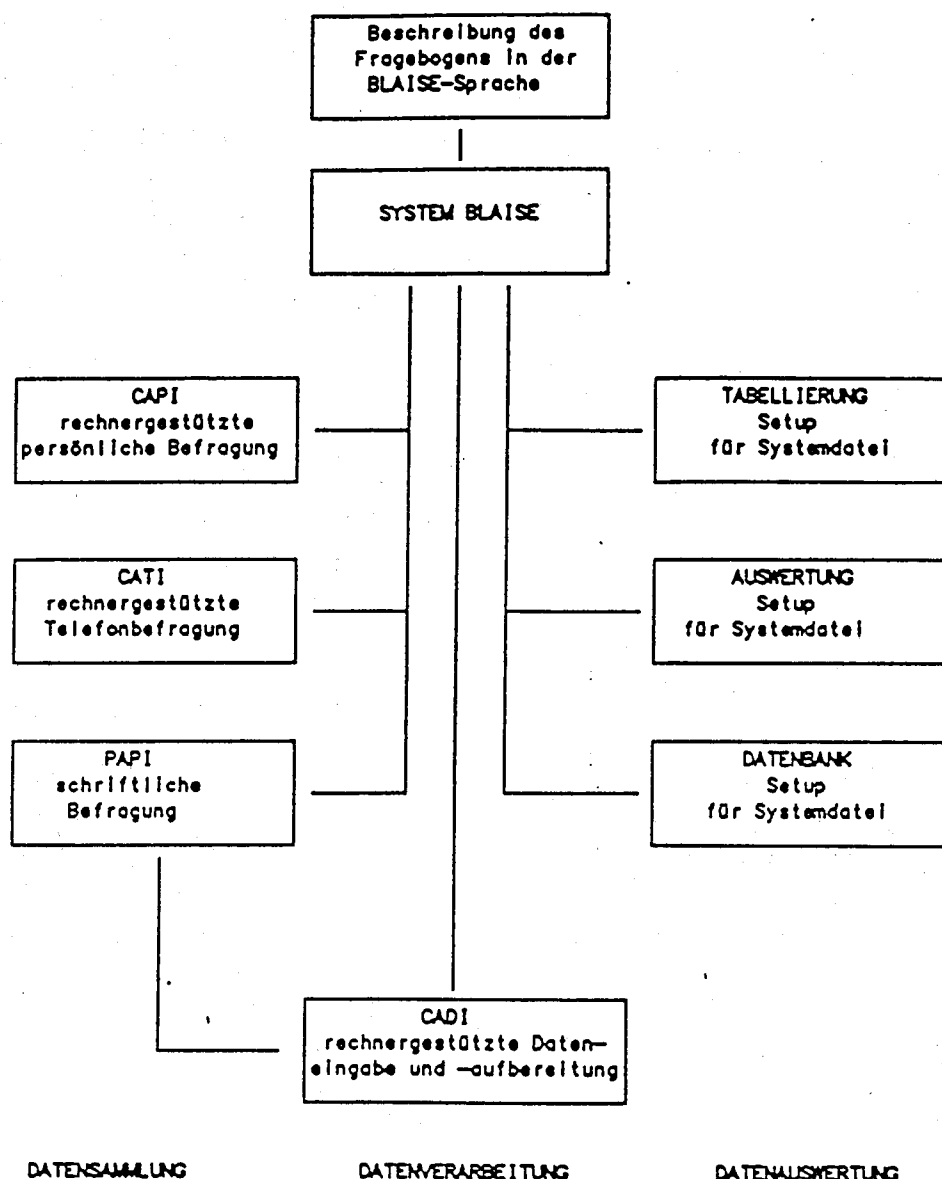 Beschreibung des
Fragebogens in der
BLAISE-Sprache
SYSTEM BLAISE
CAPI
rechnergestützte
persönliche Befragung
TABELLIERUNG
Setup
für Systemdatei
CATI
rechnergestützte
Telefonbefragung
AUSWERTUNG
Setup
für Systemdatei
PAPI
schriftliche
Befragung
DATENBANK
Setup
für Systemdatei
CADI
rechnergestützte Daten-
eingabe und -aufbereitung
DATENSAMMLUNG
DATENVERARBEITUNG
DATENAUSWERTUNG